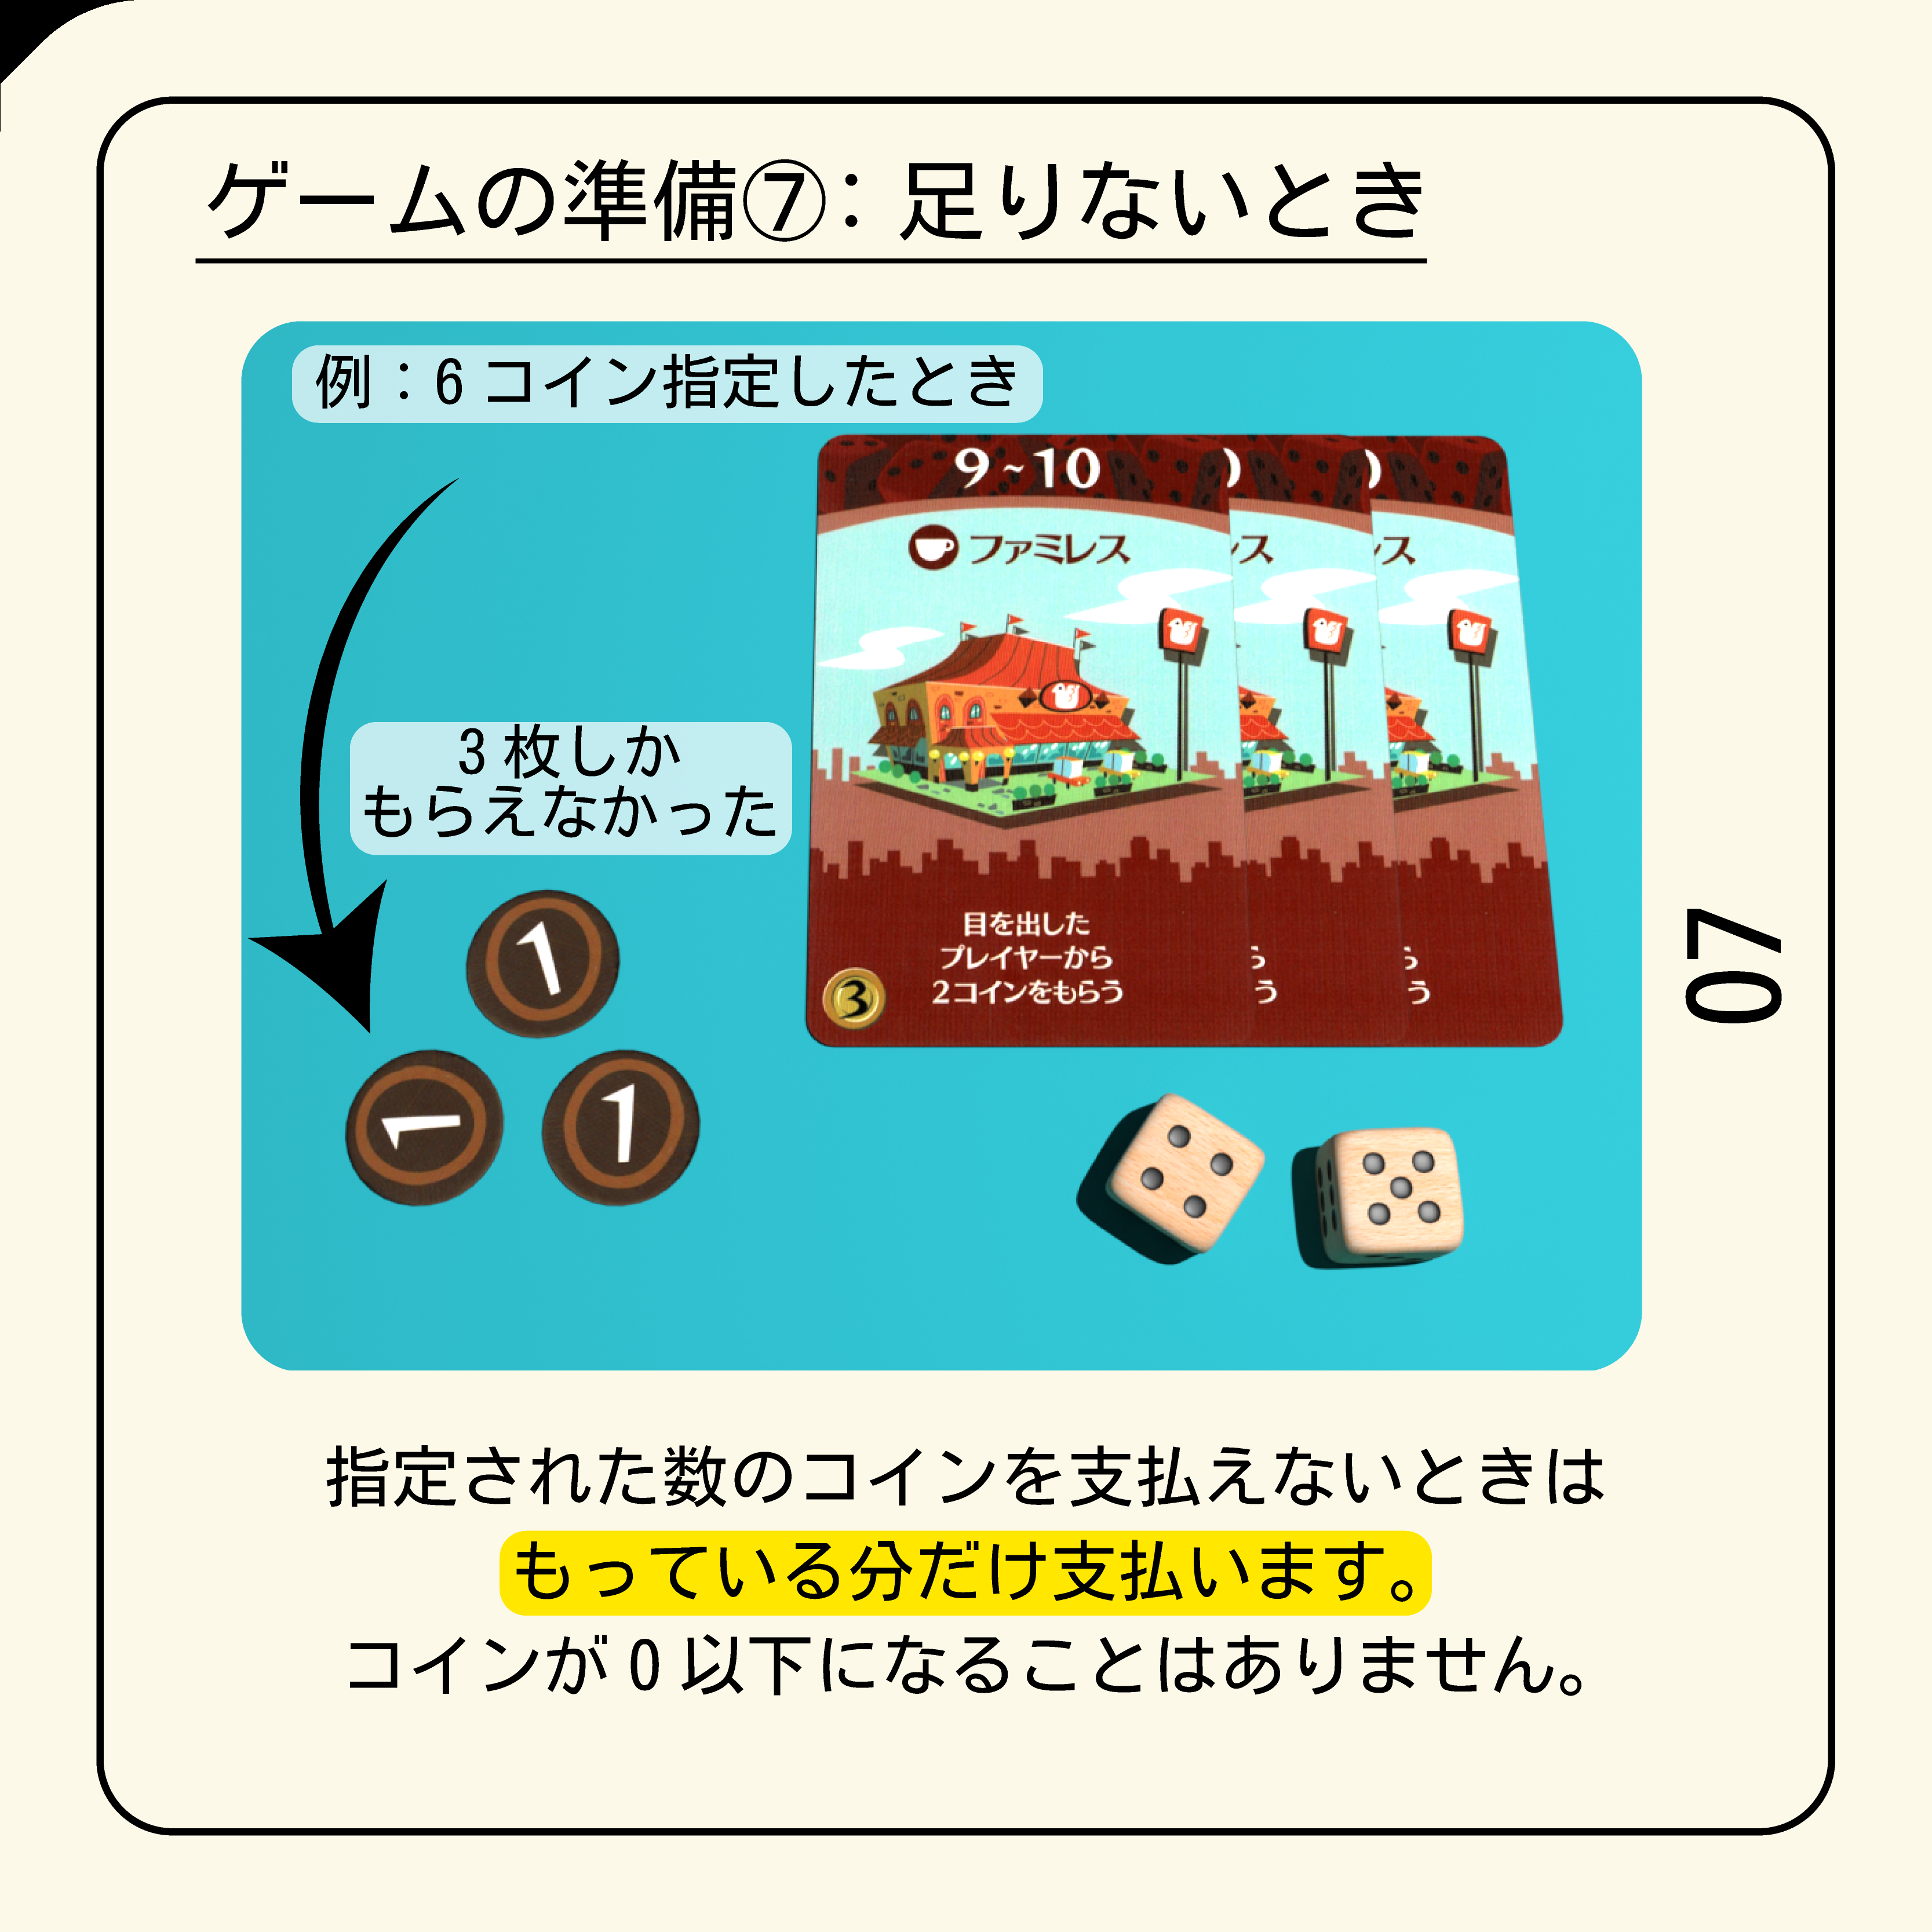 ゲームの準備⑦：足りないとき
例：6 コイン指定したとき
9~10
ファミレス
3 枚しか
もらえなかった
目を出した
プレイヤーから
2コインをもらう
3
ス
ら
う
ス
ら
う
1
1
1
07
指定された数のコインを支払えないときは
もっている分だけ支払います。
コインが 0 以下になることはありません。